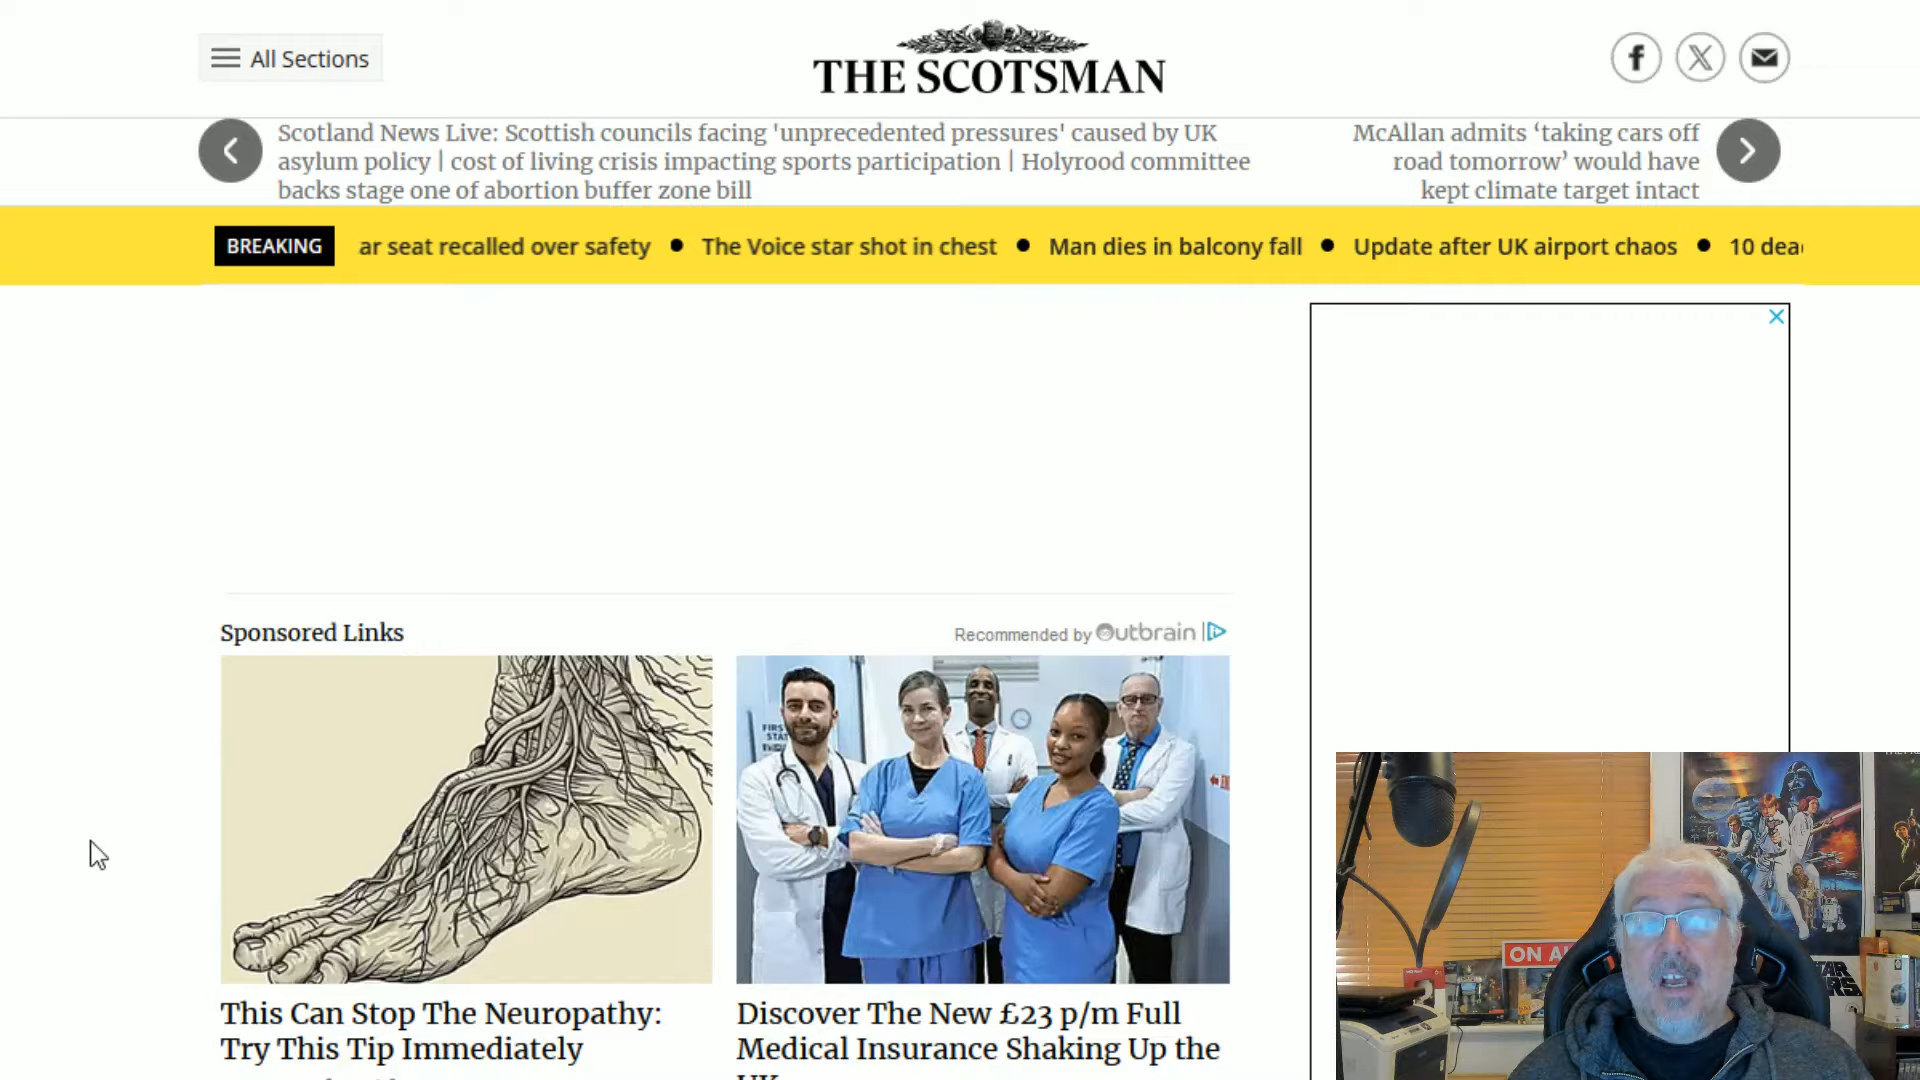 All Sections
THE SCOTSMAN
Scotland News Live: Scottish councils facing 'unprecedented pressures' caused by UK
asylum policy | cost of living crisis impacting sports participation | Holyrood committee
backs stage one of abortion buffer zone bill
McAllan admits ‘taking cars off
road tomorrow’ would have
kept climate target intact
BREAKING
ar seat recalled over safety ● The Voice star shot in chest ● Man dies in balcony fall ● Update after UK airport chaos ● 10 dea
Sponsored Links
Recommended by Outbrain
FIRS
STA
This Can Stop The Neuropathy:
Try This Tip Immediately
Discover The New £23 p/m Full
Medical Insurance Shaking Up the
UK
ON A
STAR